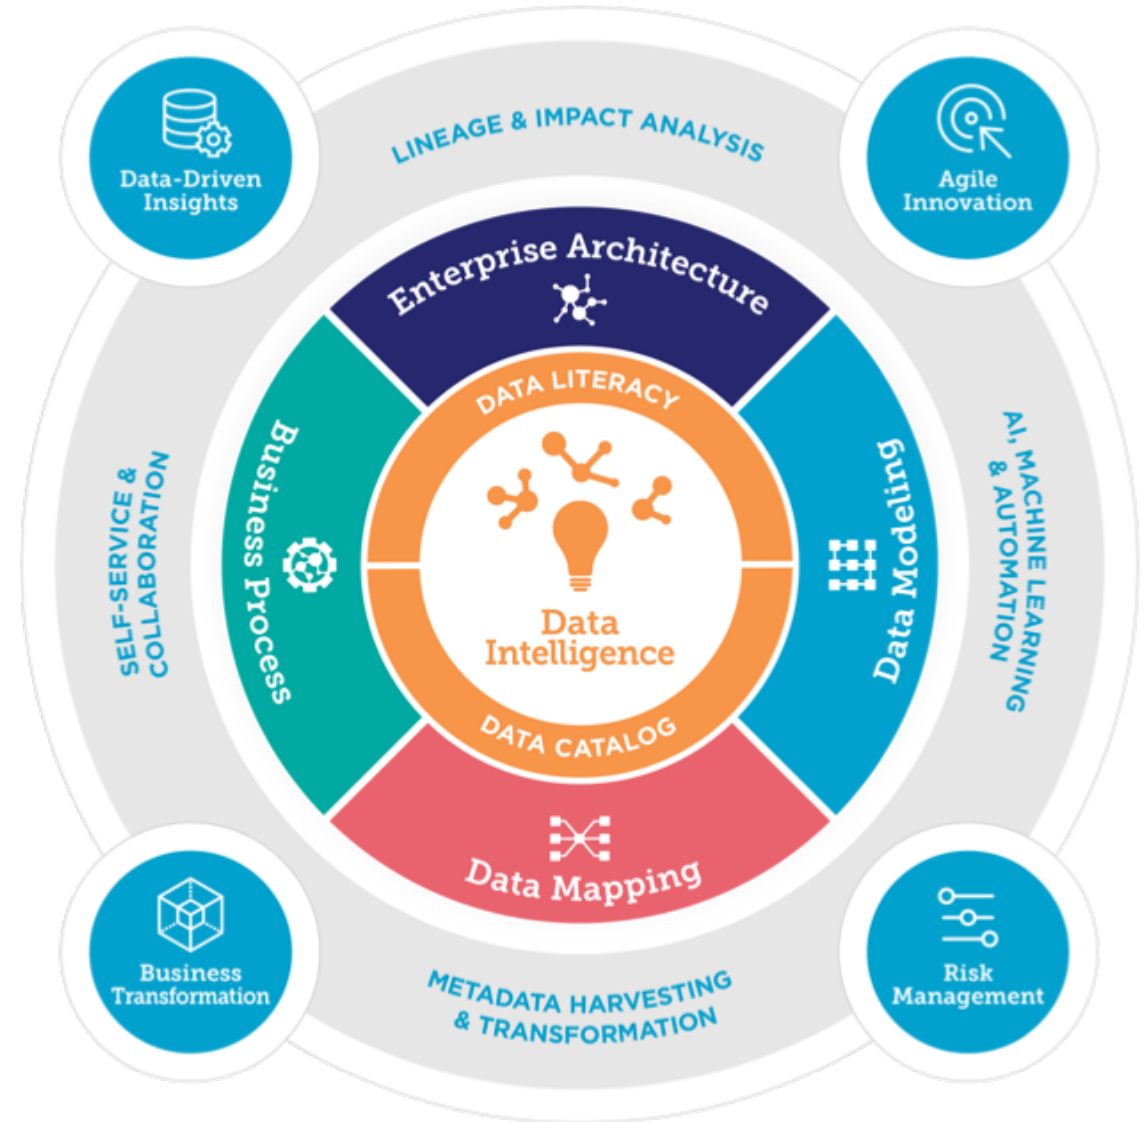 LINEAGE & IMPACT ANALYSIS
Data-Driven
Insights
Agile
Innovation
Enterprise Architecture
DATA LITERACY
SELF-SERVICE &
COLLABORATION
Business Process
Data
Intelligence
Data Modeling
AI, MACHINE LEARNING
& AUTOMATION
DATA CATALOG
Data Mapping
Business
Transformation
METADATA HARVESTING
& TRANSFORMATION
Risk
Management